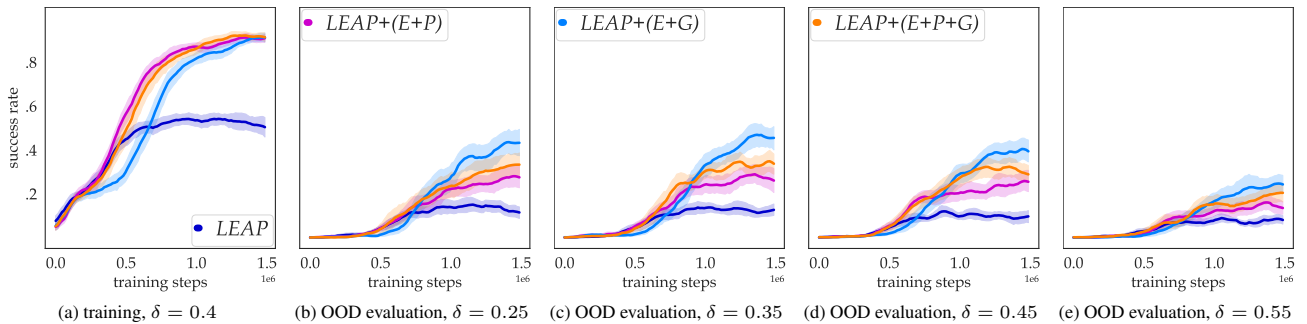 LEAP+(E+P)
LEAP+(E+G)
LEAP+(E+P+G)
success rate
.8
.6
.4
.2
LEAP
0.0 0.5 1.0 1.5
1e6
training steps
0.0 0.5 1.0 1.5
1e6
training steps
0.0 0.5 1.0 1.5
1e6
training steps
0.0 0.5 1.0 1.5
1e6
training steps
0.0 0.5 1.0 1.5
1e6
training steps
(a) training, δ = 0.4
(b) OOD evaluation, δ = 0.25
(c) OOD evaluation, δ = 0.35
(d) OOD evaluation, δ = 0.45
(e) OOD evaluation, δ = 0.55